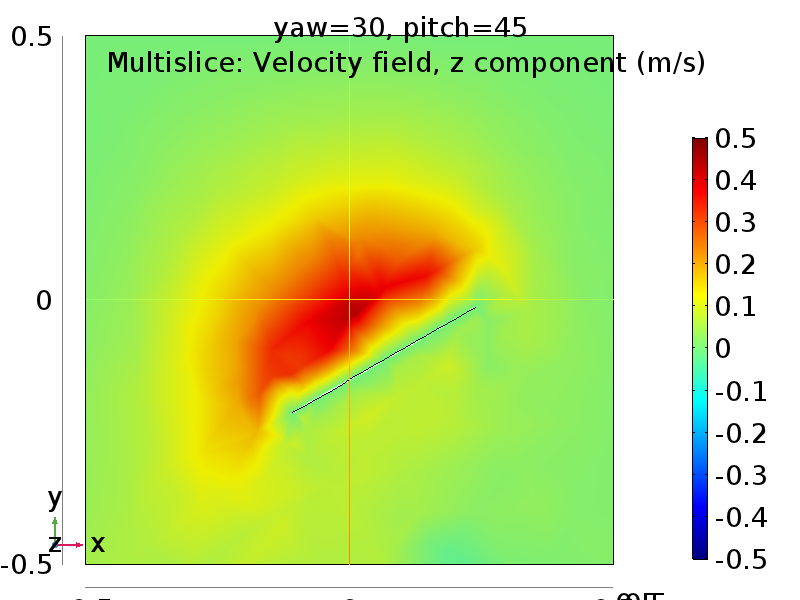 yaw=30, pitch=45
0.5
Multislice: Velocity field, z component (m/s)
0.5
0.4
0.3
0.2
0.1
0
-0.1
-0.2
-0.3
-0.4
-0.5
0
y
z
x
-0.5